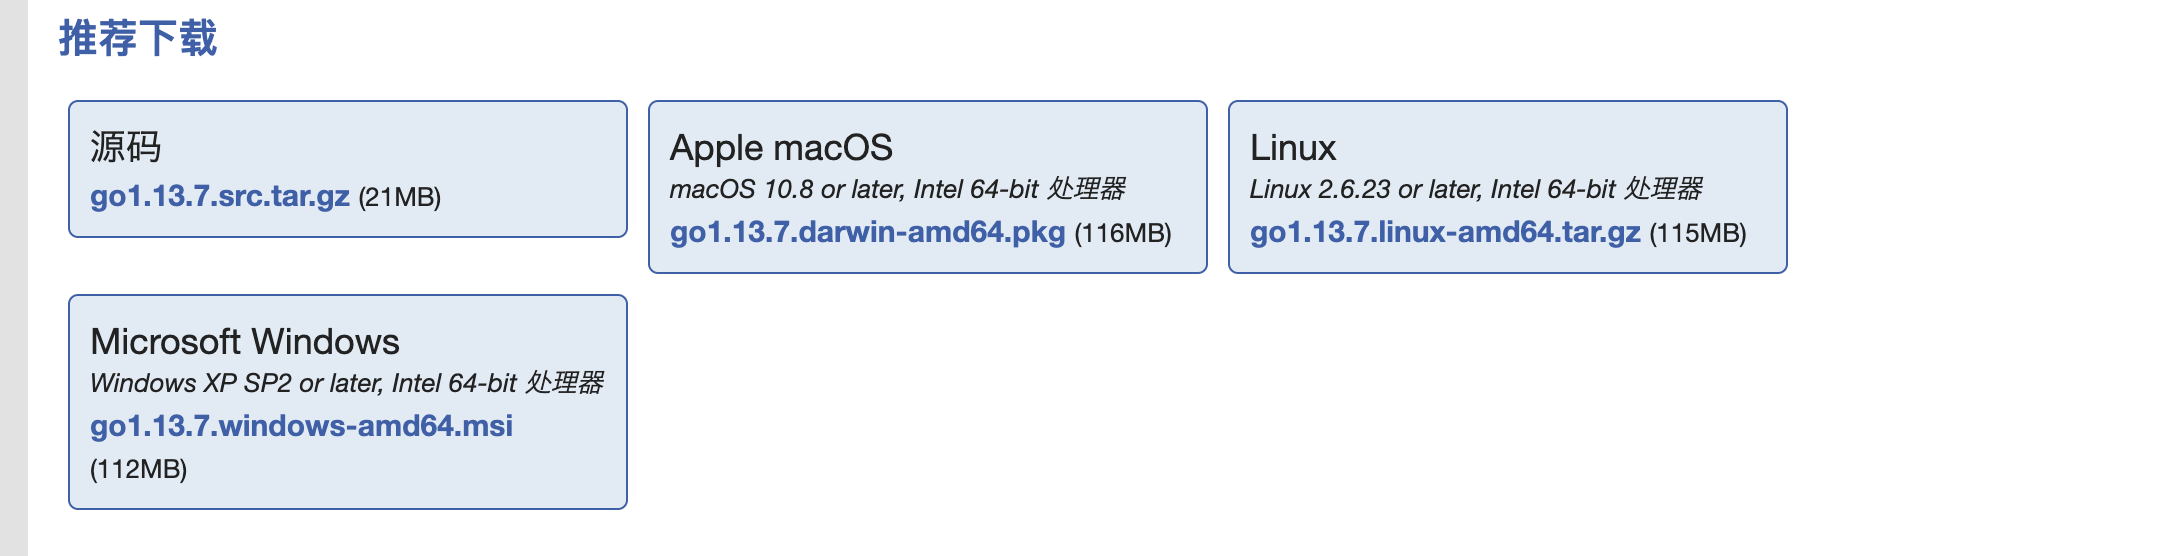 推荐下载
源码
go1.13.7.src.tar.gz (21MB)
Apple macOS
macOS 10.8 or later, Intel 64-bit 处理器
go1.13.7.darwin-amd64.pkg (116MB)
Linux
Linux 2.6.23 or later, Intel 64-bit 处理器
go1.13.7.linux-amd64.tar.gz (115MB)
Microsoft Windows
Windows XP SP2 or later, Intel 64-bit 处理器
go1.13.7.windows-amd64.msi
(112MB)